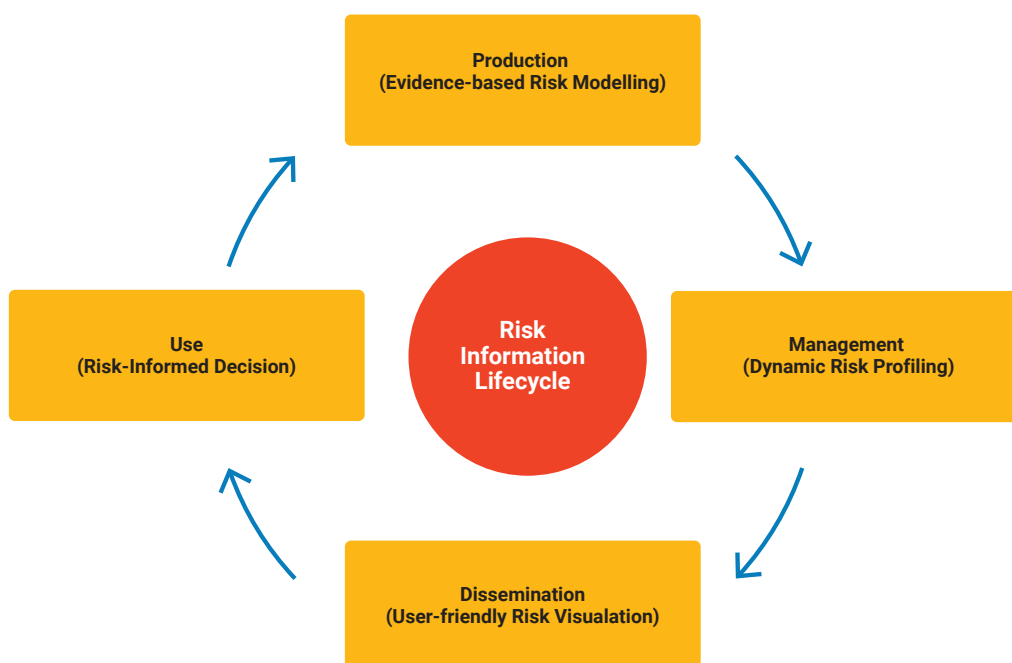 Production
(Evidence-based Risk Modelling)
Use
(Risk-Informed Decision)
Risk
Information
Lifecycle
Management
(Dynamic Risk Profiling)
Dissemination
(User-friendly Risk Visualation)